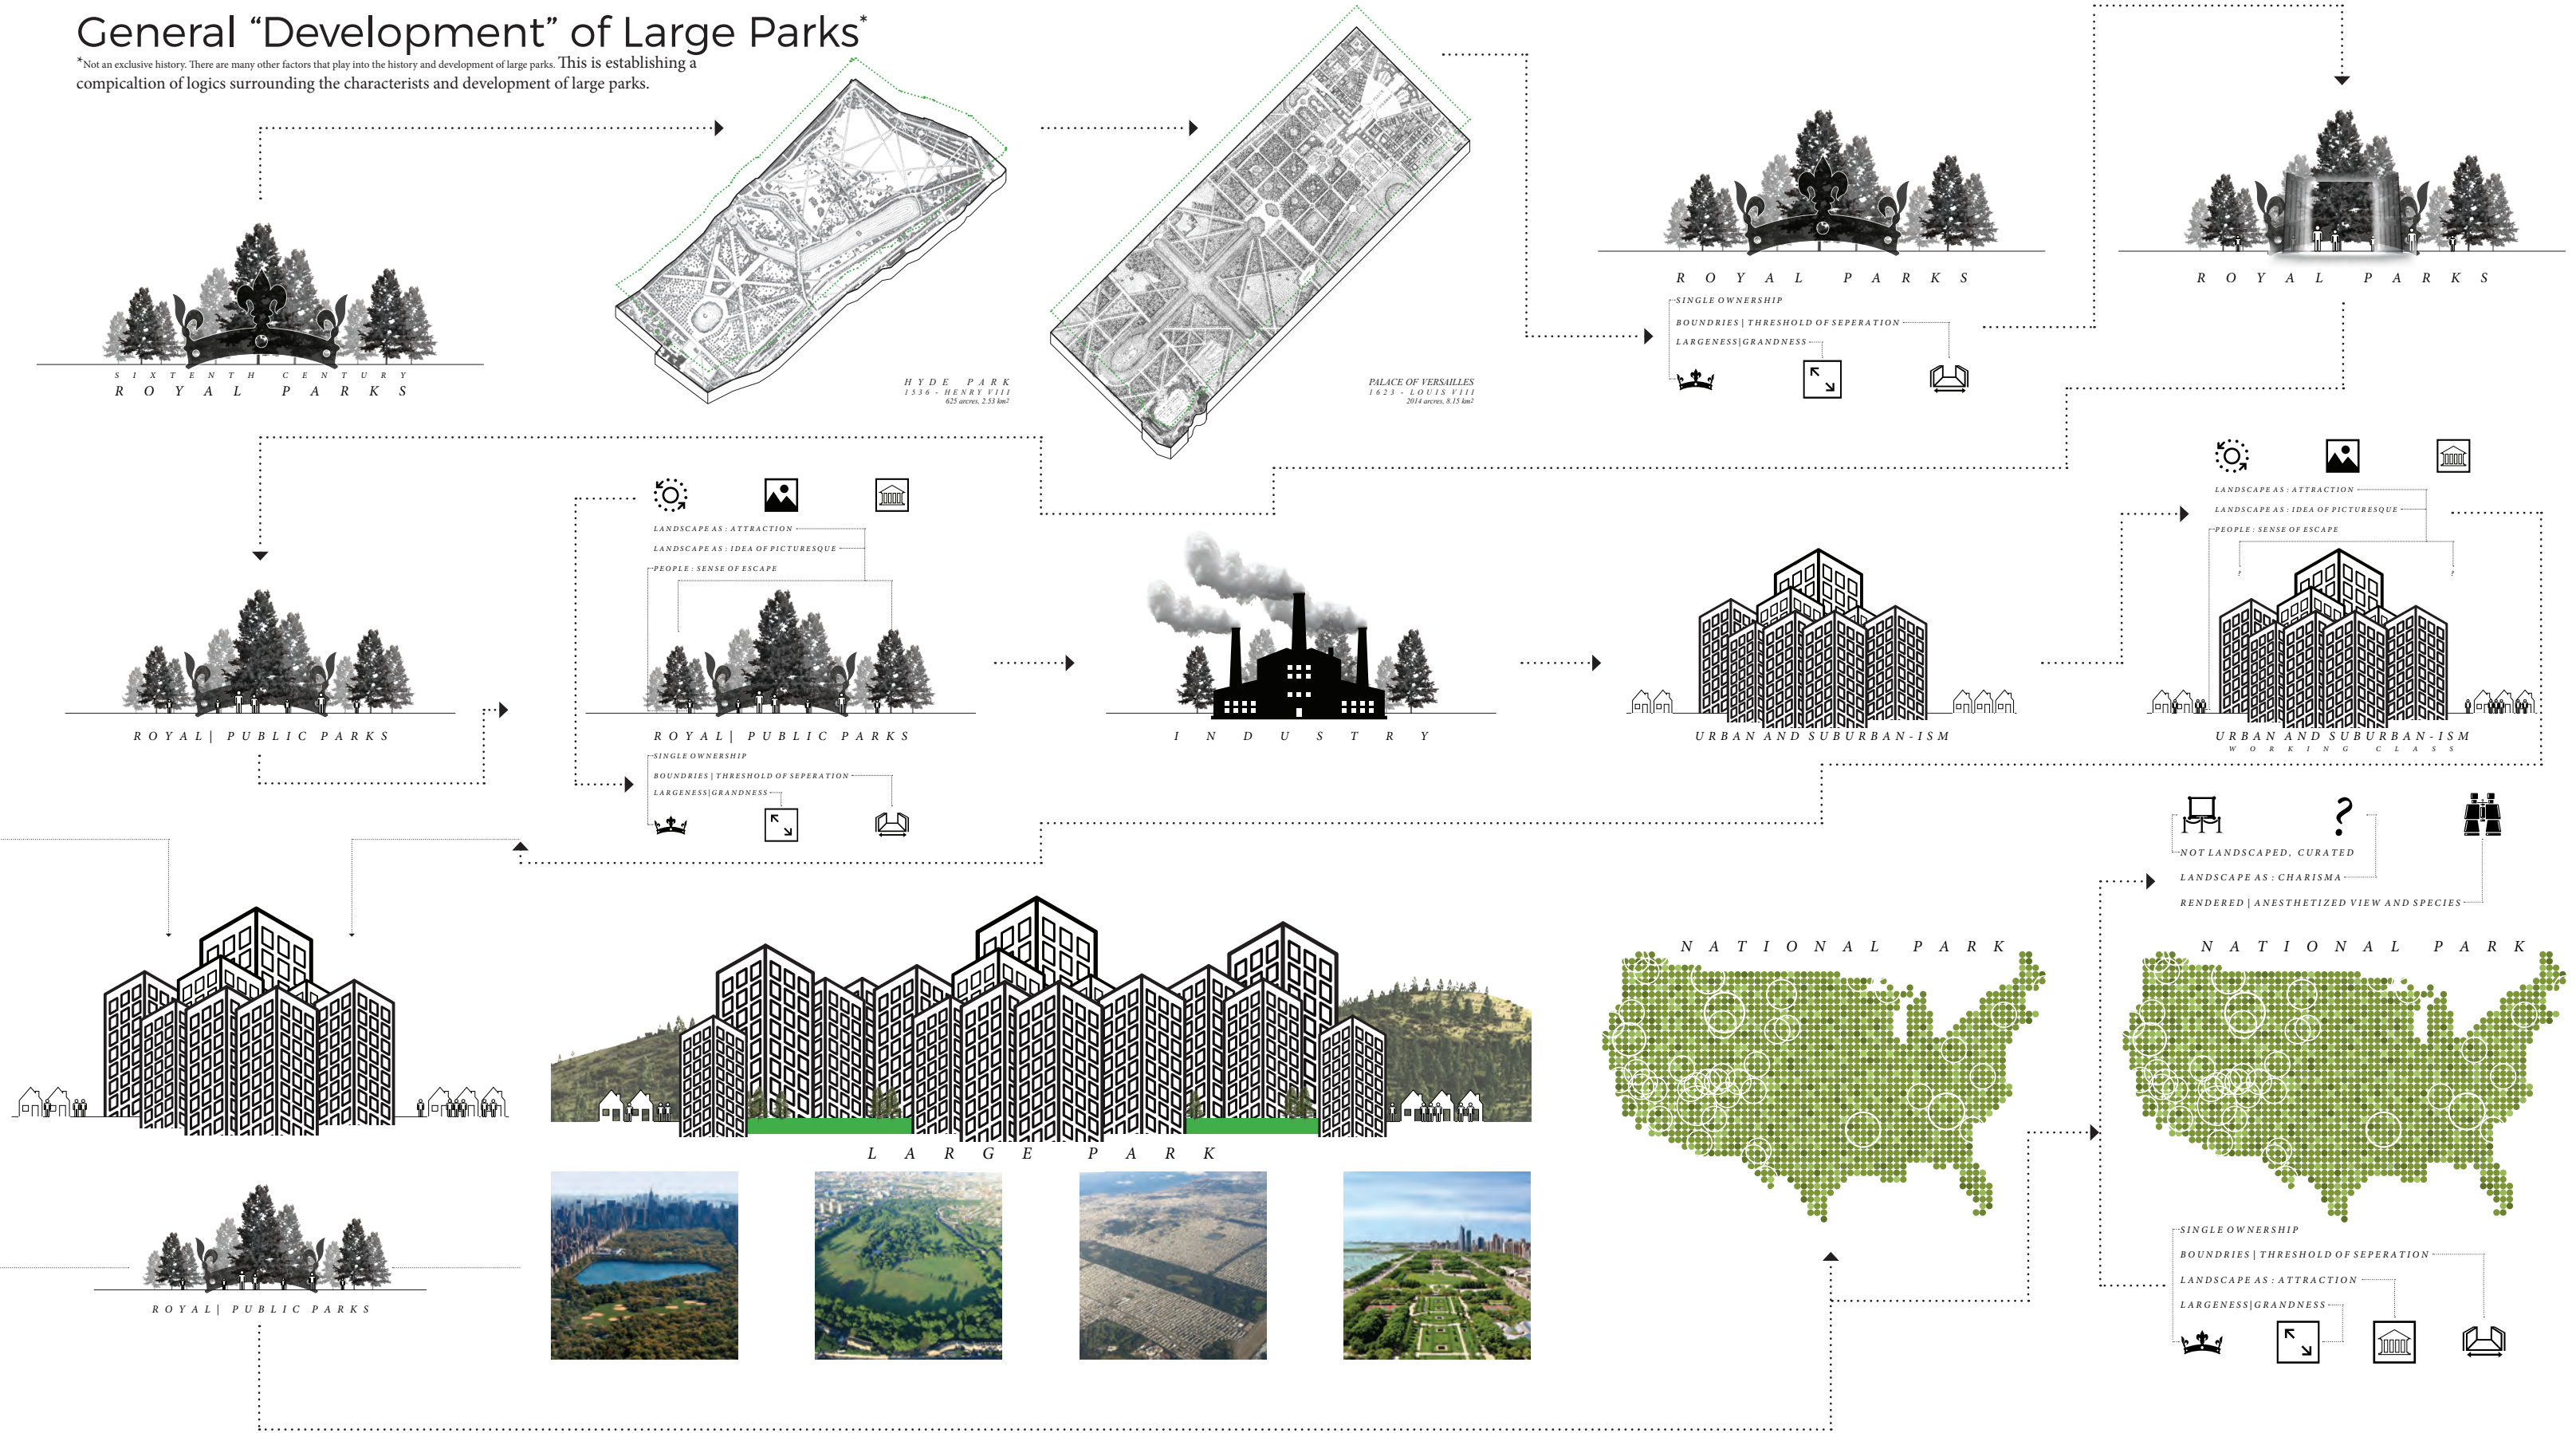 General “Development” of Large Parks*
*Not an exclusive history. There are many other factors that play into the history and development of large parks. This is establishing a
compicaltion of logics surrounding the characterists and development of large parks.
SIXTENTH CENTURY
ROYAL PARKS
HYDE PARK
1536 - HENRY VIII
625 arcres, 2.53 km2
PALACE OF VERSAILLES
1623 - LOUIS VIII
2014 arcres, 8.15 km2
ROYAL PARKS
SINGLE OWNERSHIP
BOUNDRIES | THRESHOLD OF SEPERATION
LARGENESS|GRANDNESS
ROYAL PARKS
ROYAL| PUBLIC PARKS
LANDSCAPE AS : ATTRACTION
LANDSCAPE AS : IDEA OF PICTURESQUE
PEOPLE : SENSE OF ESCAPE
ROYAL| PUBLIC PARKS
SINGLE OWNERSHIP
BOUNDRIES | THRESHOLD OF SEPERATION
LARGENESS|GRANDNESS
INDUSTRY
URBAN AND SUBURBAN-ISM
LANDSCAPE AS : ATTRACTION
LANDSCAPE AS : IDEA OF PICTURESQUE
PEOPLE : SENSE OF ESCAPE
? ?
URBAN AND SUBURBAN-ISM
WORKING CLASS
ROYAL| PUBLIC PARKS
LARGE PARK
NATIONAL PARK
?
NOT LANDSCAPED, CURATED
LANDSCAPE AS : CHARISMA
RENDERED | ANESTHETIZED VIEW AND SPECIES
NATIONAL PARK
SINGLE OWNERSHIP
BOUNDRIES | THRESHOLD OF SEPERATION
LANDSCAPE AS : ATTRACTION
LARGENESS|GRANDNESS